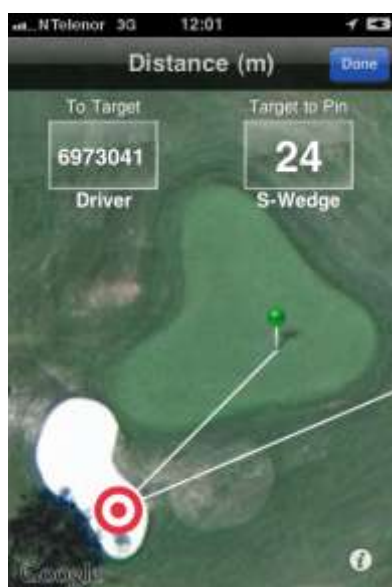 N Telenor 3G 12:01
Distance (m)
Done
To Target
Target to Pin
6973041
24
Driver
S-Wedge
Google
i